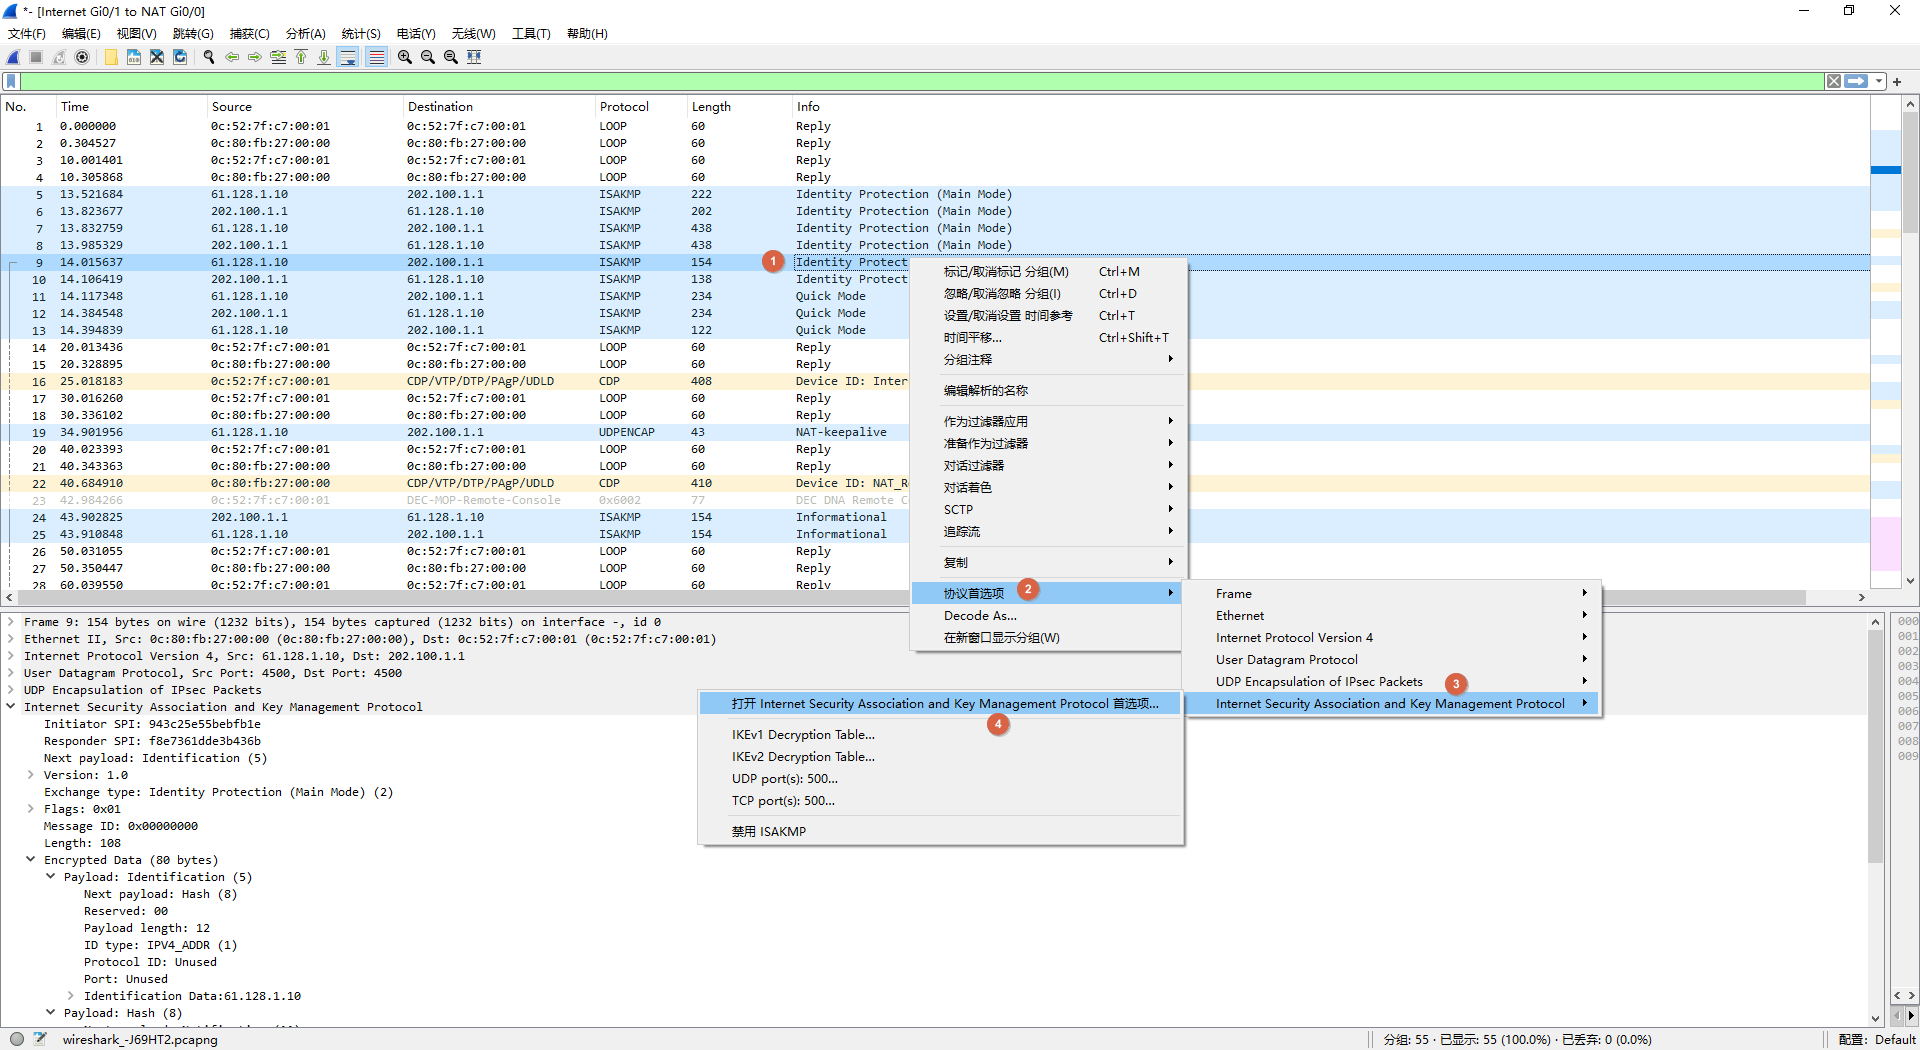 *- [Internet Gi0/1 to NAT Gi0/0]
文件(F) 编辑(E) 视图(V) 跳转(G) 捕获(C) 分析(A) 统计(S) 电话(Y) 无线(W) 工具(T) 帮助(H)
No. Time Source Destination Protocol Length Info
1 0.000000 0c:52:7f:c7:00:01 0c:52:7f:c7:00:01 LOOP 60 Reply
2 0.304527 0c:80:fb:27:00:00 0c:80:fb:27:00:00 LOOP 60 Reply
3 10.001401 0c:52:7f:c7:00:01 0c:52:7f:c7:00:01 LOOP 60 Reply
4 10.305868 0c:80:fb:27:00:00 0c:80:fb:27:00:00 LOOP 60 Reply
5 13.521684 61.128.1.10 202.100.1.1 ISAKMP 222 Identity Protection (Main Mode)
6 13.823677 202.100.1.1 61.128.1.10 ISAKMP 202 Identity Protection (Main Mode)
7 13.832759 61.128.1.10 202.100.1.1 ISAKMP 438 Identity Protection (Main Mode)
8 13.985329 202.100.1.1 61.128.1.10 ISAKMP 438 Identity Protection (Main Mode)
9 14.015637 61.128.1.10 202.100.1.1 ISAKMP 154 1 Identity Protect
10 14.106419 202.100.1.1 61.128.1.10 ISAKMP 138 Identity Protect
11 14.117348 61.128.1.10 202.100.1.1 ISAKMP 234 Quick Mode
12 14.384548 202.100.1.1 61.128.1.10 ISAKMP 234 Quick Mode
13 14.394839 61.128.1.10 202.100.1.1 ISAKMP 122 Quick Mode
14 20.013436 0c:52:7f:c7:00:01 0c:52:7f:c7:00:01 LOOP 60 Reply
15 20.328895 0c:80:fb:27:00:00 0c:80:fb:27:00:00 LOOP 60 Reply
16 25.018183 0c:52:7f:c7:00:01 CDP/VTP/DTP/PAgP/UDLD CDP 408 Device ID: Inter
17 30.016260 0c:52:7f:c7:00:01 0c:52:7f:c7:00:01 LOOP 60 Reply
18 30.336102 0c:80:fb:27:00:00 0c:80:fb:27:00:00 LOOP 60 Reply
19 34.901956 61.128.1.10 202.100.1.1 UDPENCAP 43 NAT-keepalive
20 40.023393 0c:52:7f:c7:00:01 0c:52:7f:c7:00:01 LOOP 60 Reply
21 40.343363 0c:80:fb:27:00:00 0c:80:fb:27:00:00 LOOP 60 Reply
22 40.684910 0c:80:fb:27:00:00 CDP/VTP/DTP/PAgP/UDLD CDP 410 Device ID: NAT_R
23 42.984266 0c:52:7f:c7:00:01 DEC-MOP-Remote-Console 0x6002 77 DEC DNA Remote C
24 43.902825 202.100.1.1 61.128.1.10 ISAKMP 154 Informational
25 43.910848 61.128.1.10 202.100.1.1 ISAKMP 154 Informational
26 50.031055 0c:52:7f:c7:00:01 0c:52:7f:c7:00:01 LOOP 60 Reply
27 50.350447 0c:80:fb:27:00:00 0c:80:fb:27:00:00 LOOP 60 Reply
28 60.039550 0c:52:7f:c7:00:01 0c:52:7f:c7:00:01 LOOP 60 Reply
标记/取消标记 分组(M) Ctrl+M
忽略/取消忽略 分组(I) Ctrl+D
设置/取消设置 时间参考 Ctrl+T
时间平移... Ctrl+Shift+T
分组注释
编辑解析的名称
作为过滤器应用
准备作为过滤器
对话过滤器
对话着色
SCTP
追踪流
复制
协议首选项 2
Decode As...
在新窗口显示分组(W)
Frame
Ethernet
Internet Protocol Version 4
User Datagram Protocol
UDP Encapsulation of IPsec Packets 3
Internet Security Association and Key Management Protocol
打开 Internet Security Association and Key Management Protocol 首选项...
4
IKEv1 Decryption Table...
IKEv2 Decryption Table...
UDP port(s): 500...
TCP port(s): 500...
禁用 ISAKMP
Frame 9: 154 bytes on wire (1232 bits), 154 bytes captured (1232 bits) on interface -, id 0
Ethernet II, Src: 0c:80:fb:27:00:00 (0c:80:fb:27:00:00), Dst: 0c:52:7f:c7:00:01 (0c:52:7f:c7:00:01)
Internet Protocol Version 4, Src: 61.128.1.10, Dst: 202.100.1.1
User Datagram Protocol, Src Port: 4500, Dst Port: 4500
UDP Encapsulation of IPsec Packets
Internet Security Association and Key Management Protocol
Initiator SPI: 943c25e55bebfb1e
Responder SPI: f8e7361dde3b436b
Next payload: Identification (5)
Version: 1.0
Exchange type: Identity Protection (Main Mode) (2)
Flags: 0x01
Message ID: 0x00000000
Length: 108
Encrypted Data (80 bytes)
Payload: Identification (5)
Next payload: Hash (8)
Reserved: 00
Payload length: 12
ID type: IPV4_ADDR (1)
Protocol ID: Unused
Port: Unused
Identification Data:61.128.1.10
Payload: Hash (8)
000
001
002
003
004
005
006
007
008
009
wireshark_-J69HT2.pcapng
分组: 55 · 已显示: 55 (100.0%) · 已丢弃: 0 (0.0%)
配置: Default